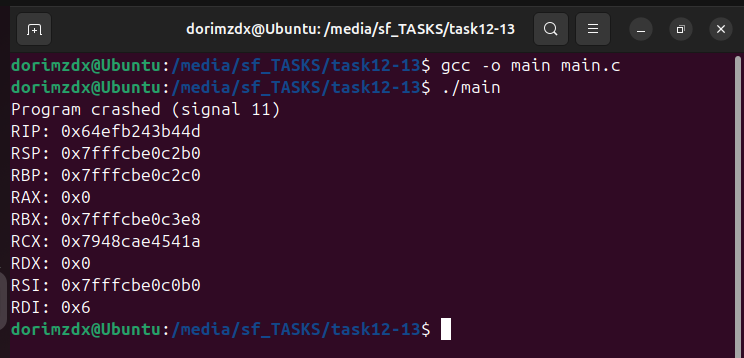 dorimzdx@Ubuntu: /media/sf_TASKS/task12-13
dorimzdx@Ubuntu:/media/sf_TASKS/task12-13$ gcc -o main main.c
dorimzdx@Ubuntu:/media/sf_TASKS/task12-13$ ./main
Program crashed (signal 11)
RIP: 0x64efb243b44d
RSP: 0x7fffcbe0c2b0
RBP: 0x7fffcbe0c2c0
RAX: 0x0
RBX: 0x7fffcbe0c3e8
RCX: 0x7948cae4541a
RDX: 0x0
RSI: 0x7fffcbe0c0b0
RDI: 0x6
dorimzdx@Ubuntu:/media/sf_TASKS/task12-13$